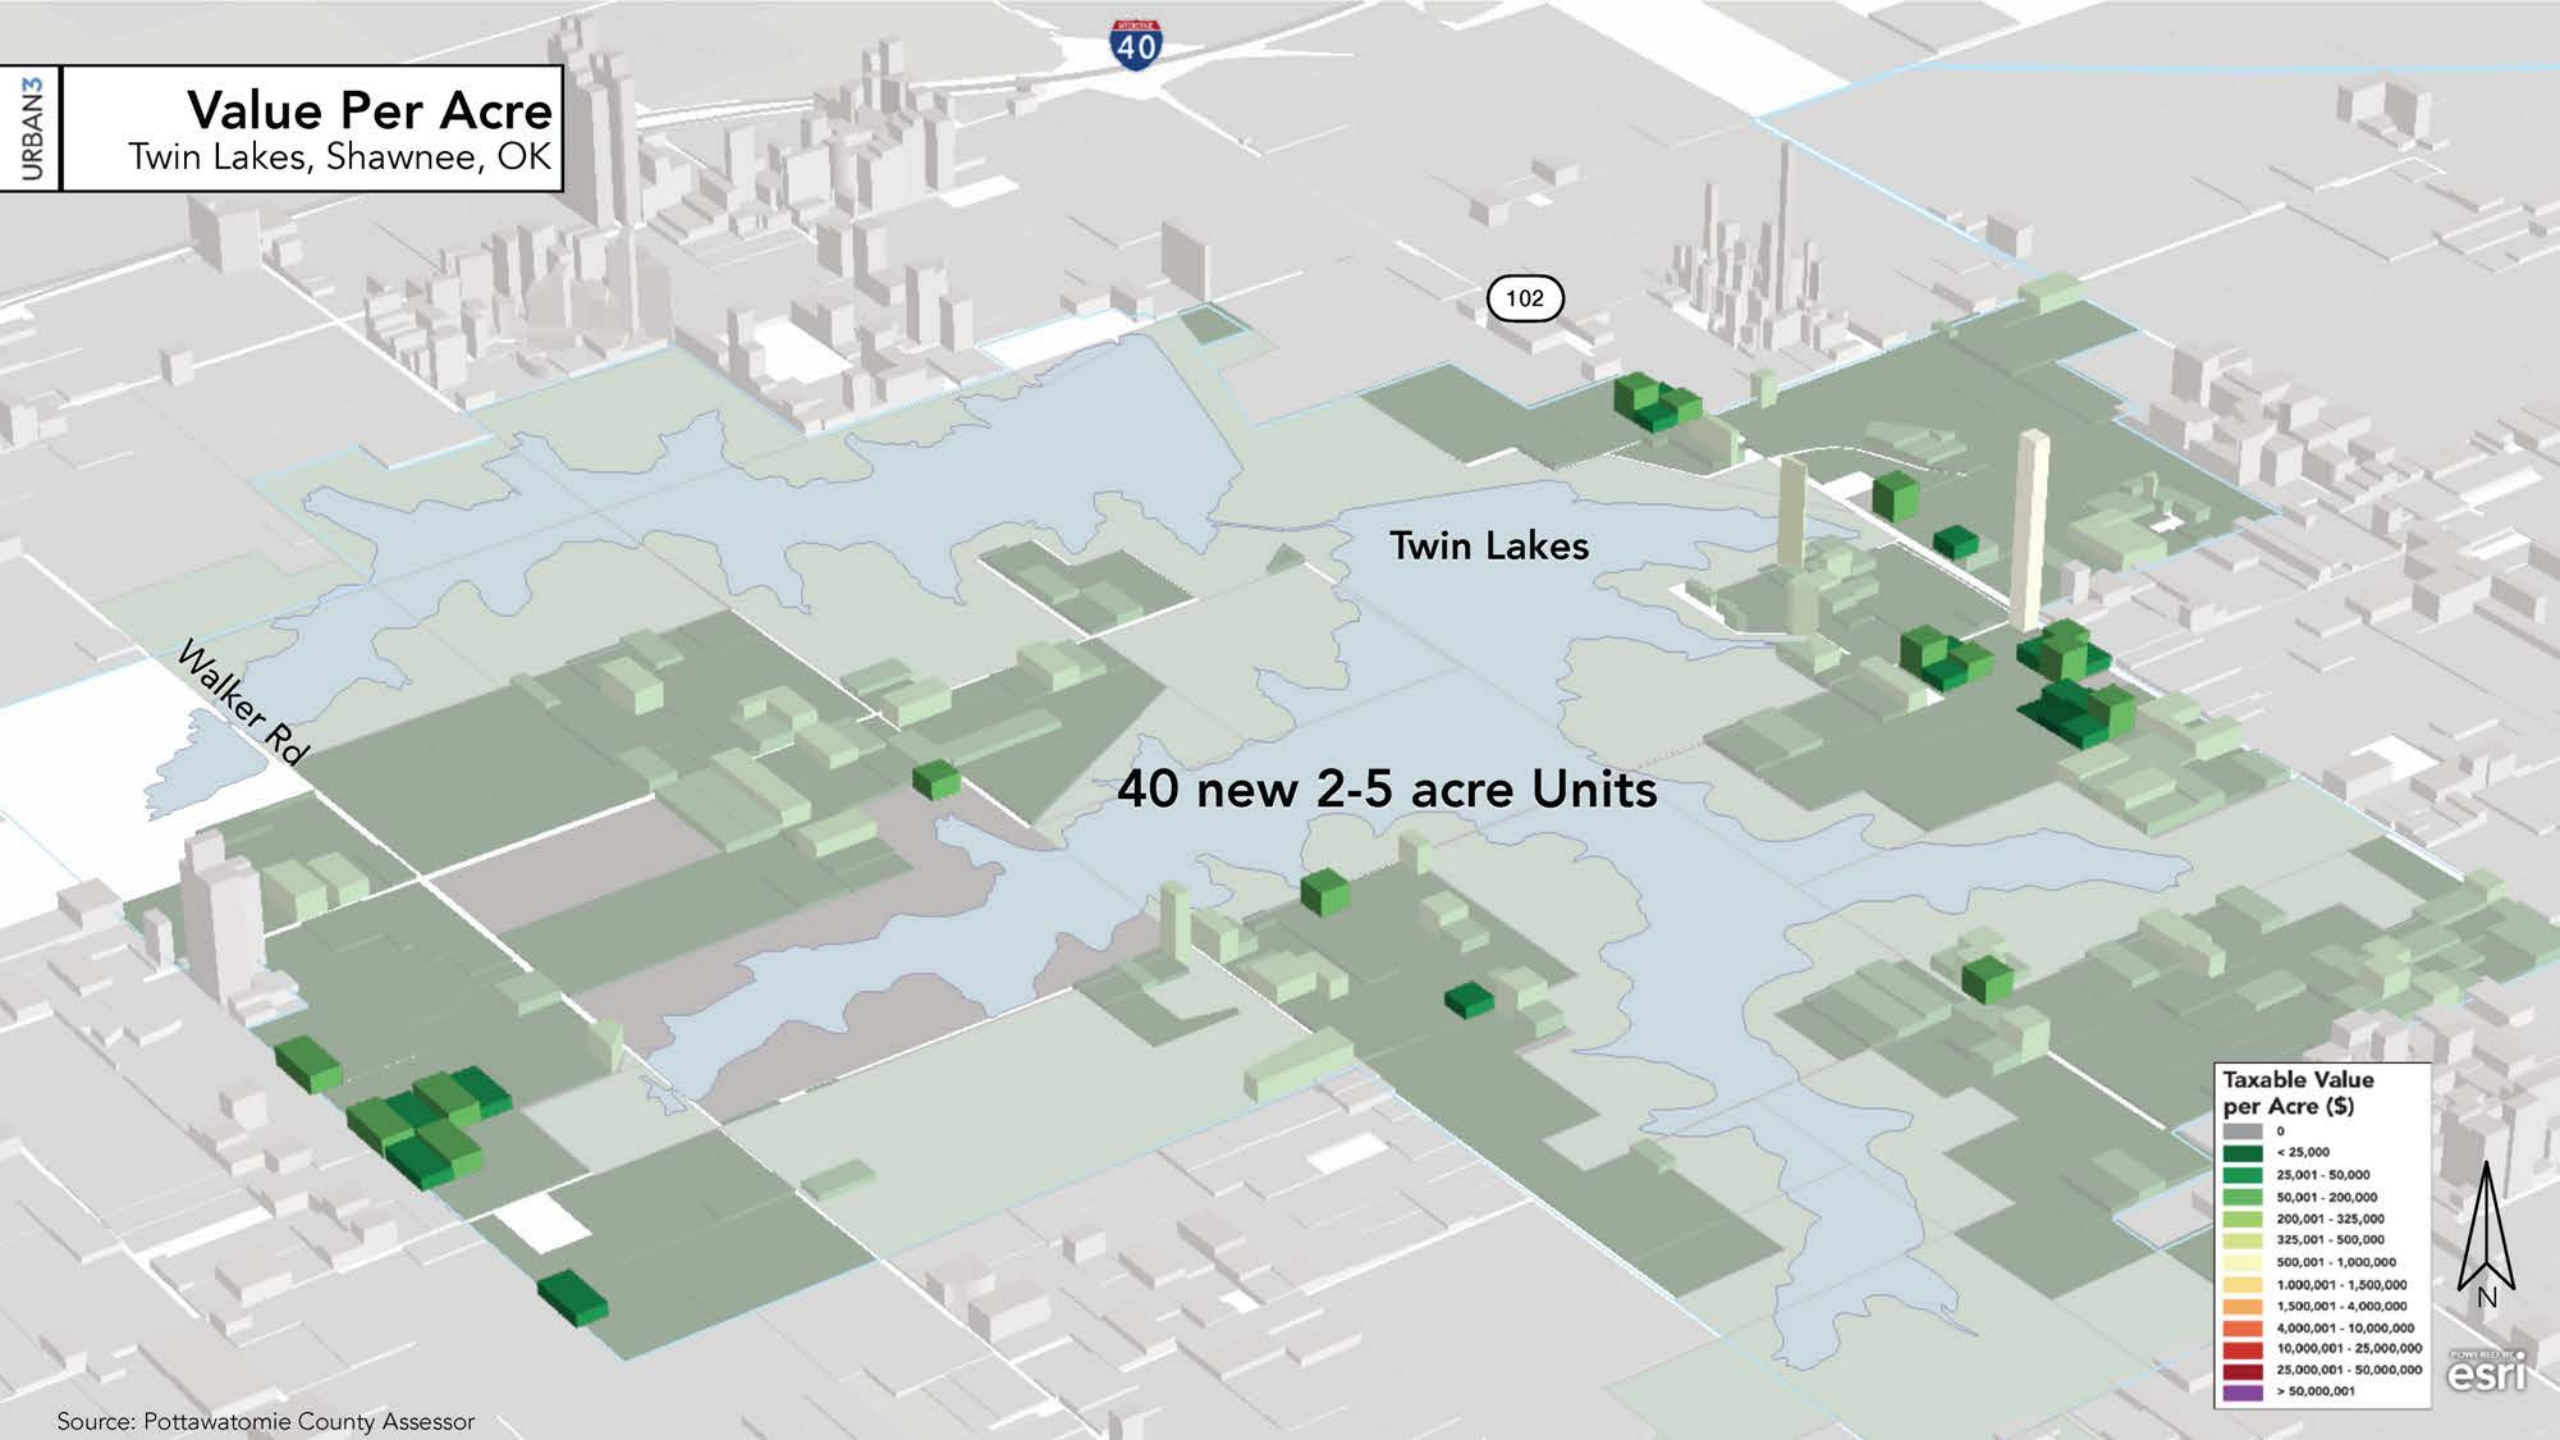 URBAN3
Value Per Acre
Twin Lakes, Shawnee, OK
INTERSTATE
40
102
Twin Lakes
Walker Rd
40 new 2-5 acre Units
Taxable Value
per Acre ($)
0
< 25,000
25,001 - 50,000
50,001 - 200,000
200,001 - 325,000
325,001 - 500,000
500,001 - 1,000,000
1.000,001 - 1,500,000
1,500,001 - 4,000,000
4,000,001 - 10,000,000
10,000,001 - 25,000,000
25,000,001 - 50,000,000
> 50,000,001
N
POWERED BY
esri
Source: Pottawatomie County Assessor